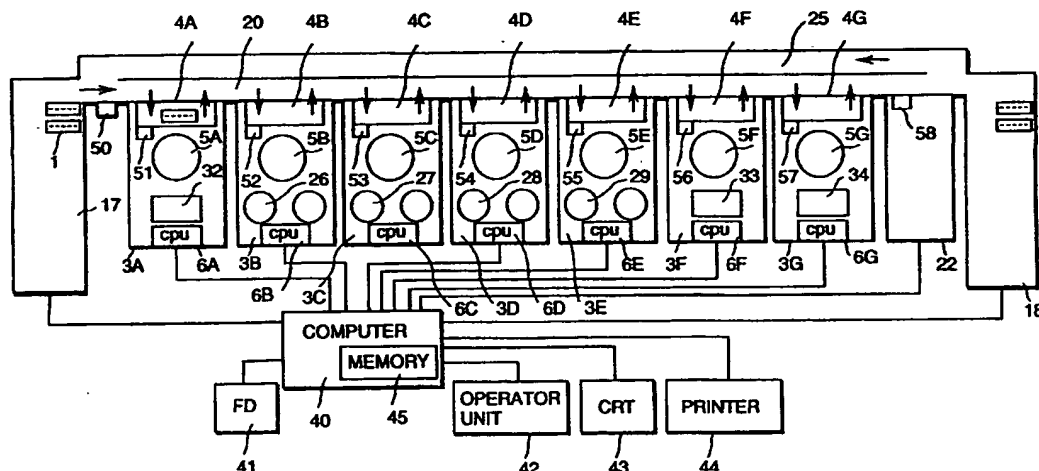 4A 20 4B 4C 4D 4E 4F 25 4G
1 50 51 5A 52 5B 53 5C 54 5D 55 5E 56 5F 57 5G 58
17 32 26 27 28 29 33 34
cpu cpu cpu cpu cpu cpu cpu
3A 6A 3B 6B 3C 6C 3D 6D 3E 6E 3F 6F 3G 6G 22 18
COMPUTER
MEMORY
FD 40 45 OPERATOR CRT PRINTER
UNIT
41 42 43 44